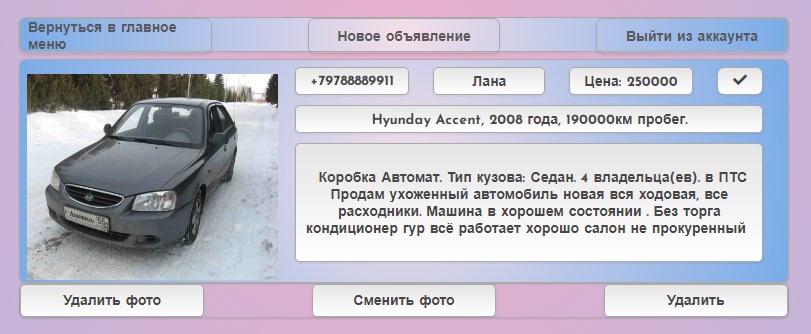 Вернуться в главное
меню
Новое объявление
Выйти из аккаунта
+79788889911
Лана
Цена: 250000
Hyunday Accent, 2008 года, 190000км пробег.
Коробка Автомат. Тип кузова: Седан. 4 владельца(ев). в ПТС
Продам ухоженный автомобиль новая вся ходовая, все
расходники. Машина в хорошем состоянии . Без торга
кондиционер гур всё работает хорошо салон не прокуренный
Удалить фото
Сменить фото
Удалить